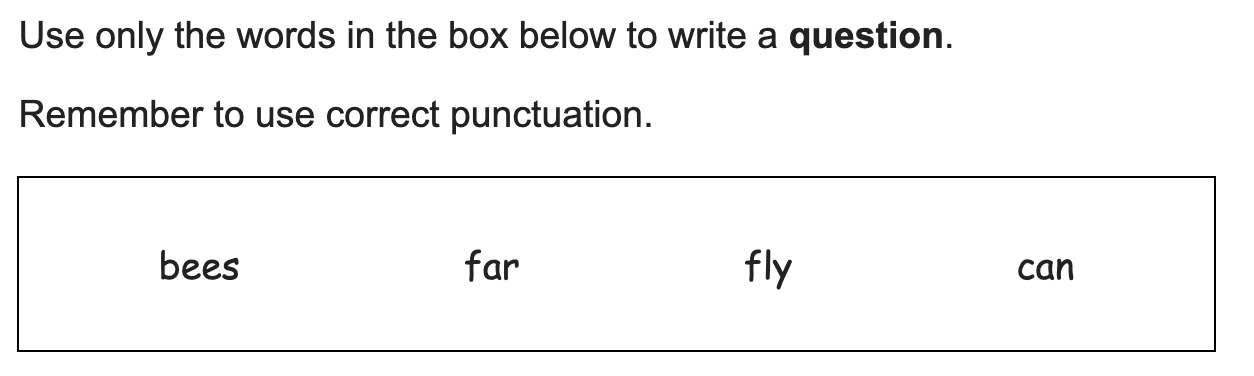 Use only the words in the box below to write a question.
Remember to use correct punctuation.
bees far fly can